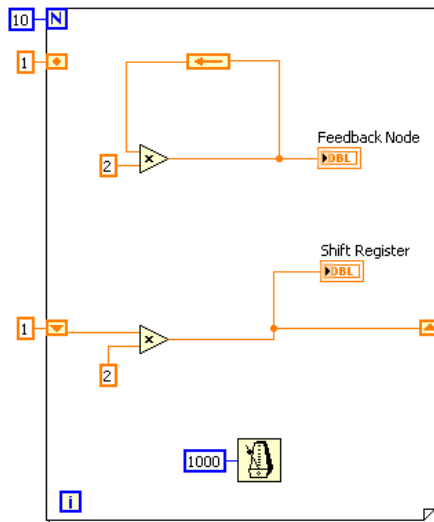 10 N
1
Feedback Node
2 × DBL
Shift Register
DBL
1
×
2
1000
i